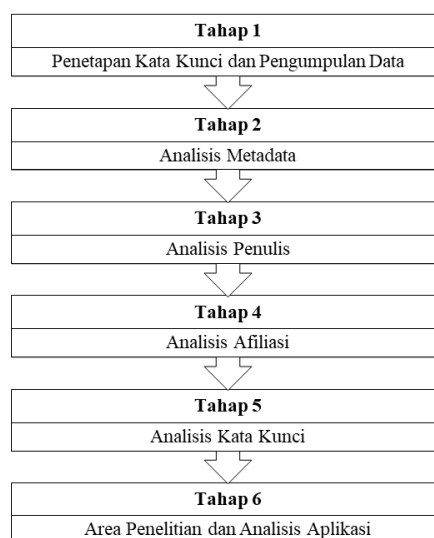 Tahap 1
Penetapan Kata Kunci dan Pengumpulan Data
Tahap 2
Analisis Metadata
Tahap 3
Analisis Penulis
Tahap 4
Analisis Afiliasi
Tahap 5
Analisis Kata Kunci
Tahap 6
Area Penelitian dan Analisis Aplikasi